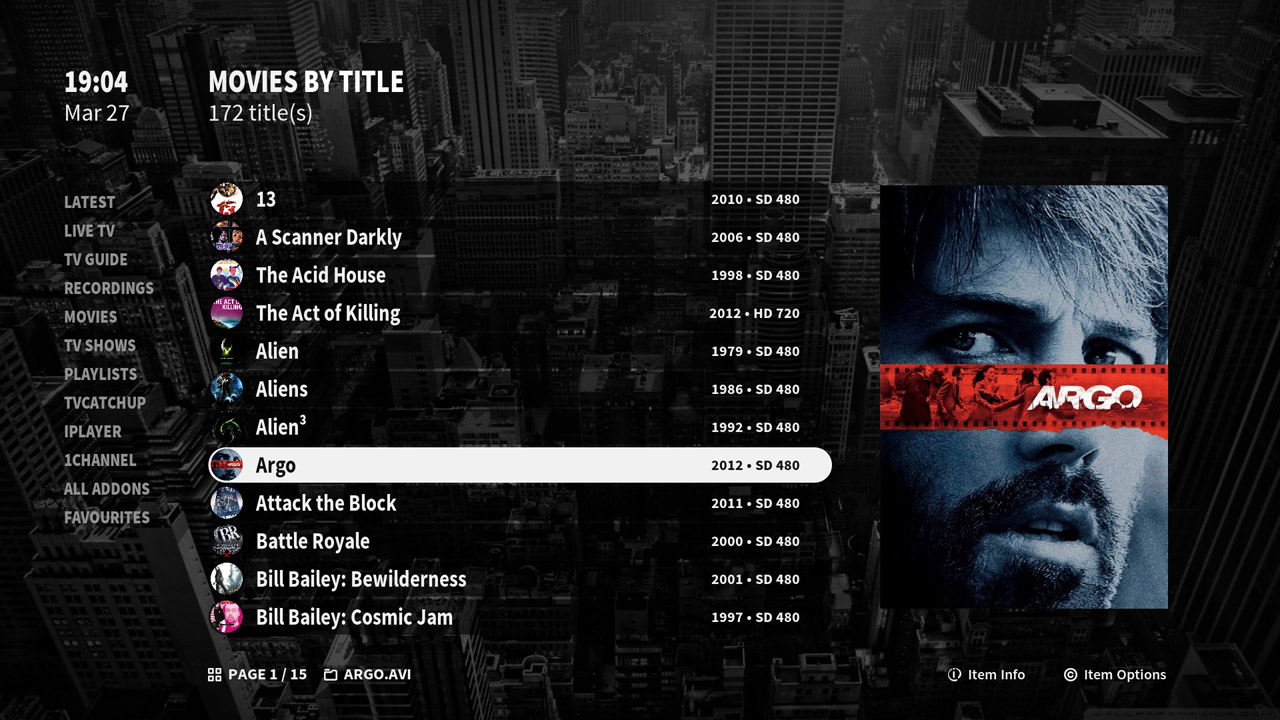 19:04
Mar 27
MOVIES BY TITLE
172 title(s)
LATEST
LIVE TV
TV GUIDE
RECORDINGS
MOVIES
TV SHOWS
PLAYLISTS
TVCATCHUP
IPLAYER
1CHANNEL
ALL ADDONS
FAVOURITES
13 2010 • SD 480
A Scanner Darkly 2006 • SD 480
The Acid House 1998 • SD 480
The Act of Killing 2012 • HD 720
Alien 1979 • SD 480
Aliens 1986 • SD 480
Alien³ 1992 • SD 480
Argo 2012 • SD 480
Attack the Block 2011 • SD 480
Battle Royale 2000 • SD 480
Bill Bailey: Bewilderness 2001 • SD 480
Bill Bailey: Cosmic Jam 1997 • SD 480
ARGO
PAGE 1 / 15 ARGO.AVI
Item Info Item Options